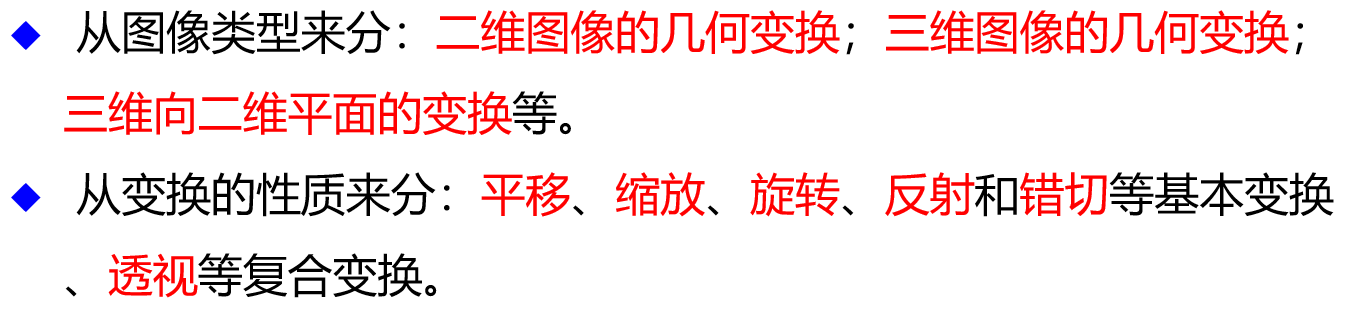 ◆ 从图像类型来分：二维图像的几何变换；三维图像的几何变换；
三维向二维平面的变换等。
◆ 从变换的性质来分：平移、缩放、旋转、反射和错切等基本变换
、透视等复合变换。